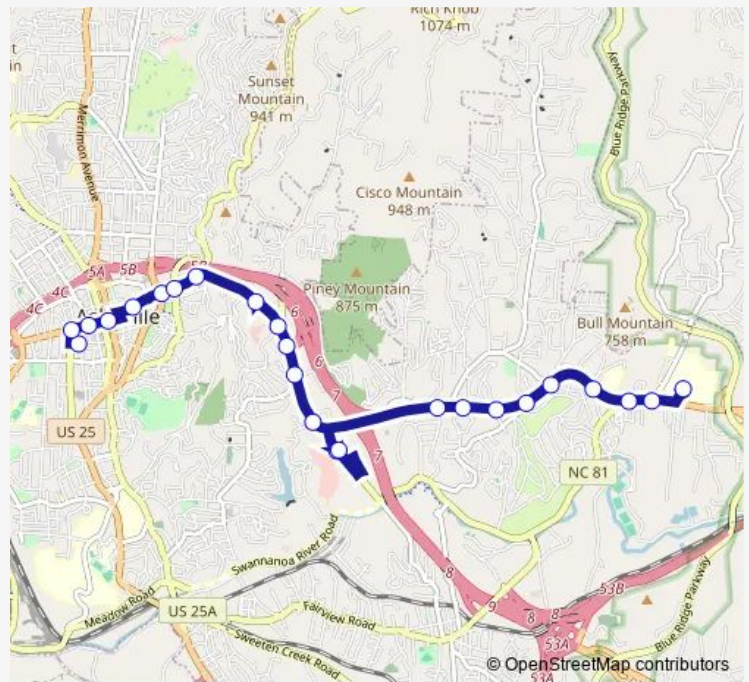 Rich Knob
1074 m
Sunset
Mountain
941 m
Merrimon Avenue
Blue Ridge Parkway
Cisco Mountain
948 m
5A
5B
4C
4C
Piney Mountain
875 m
Bull Mountain
758 m
6
6
7
7
US 25
NC 81
Swannanoa River Road
Meadow Road
US 25A
Fairview Road
Sweeten Creek Road
8
9
8
8
53B
53A
53A
Blue Ridge Parkway
© OpenStreetMap contributors